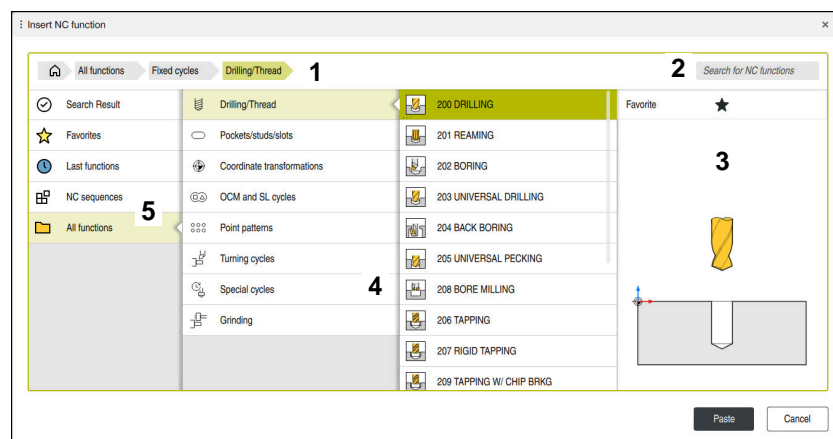 Insert NC function
All functions Fixed cycles Drilling/Thread 1 2 Search for NC functions
Search Result Drilling/Thread 200 DRILLING Favorite
Favorites Pockets/studs/slots 201 REAMING
Last functions Coordinate transformations 202 BORING 3
NC sequences OCM and SL cycles 203 UNIVERSAL DRILLING
5
All functions Point patterns 204 BACK BORING
Turning cycles 205 UNIVERSAL PECKING
Special cycles 4 208 BORE MILLING
Grinding 206 TAPPING
207 RIGID TAPPING
209 TAPPING W/ CHIP BRKG
Paste Cancel